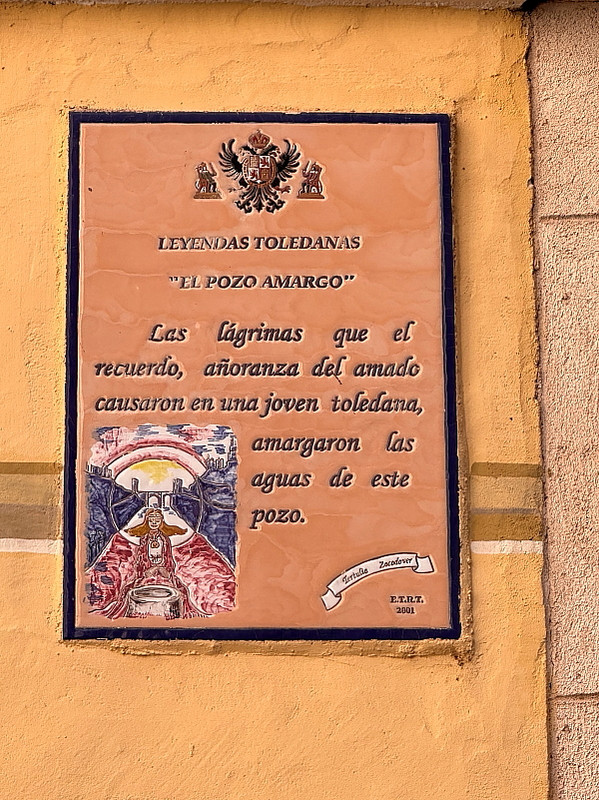 LEYENDAS TOLEDANAS
"EL POZO AMARGO"
Las lágrimas que el
recuerdo, añoranza del amado
causaron en una joven toledana,
amargaron las
aguas de este
pozo.
Tertulia Zocodover
E.T.R.T.
2001